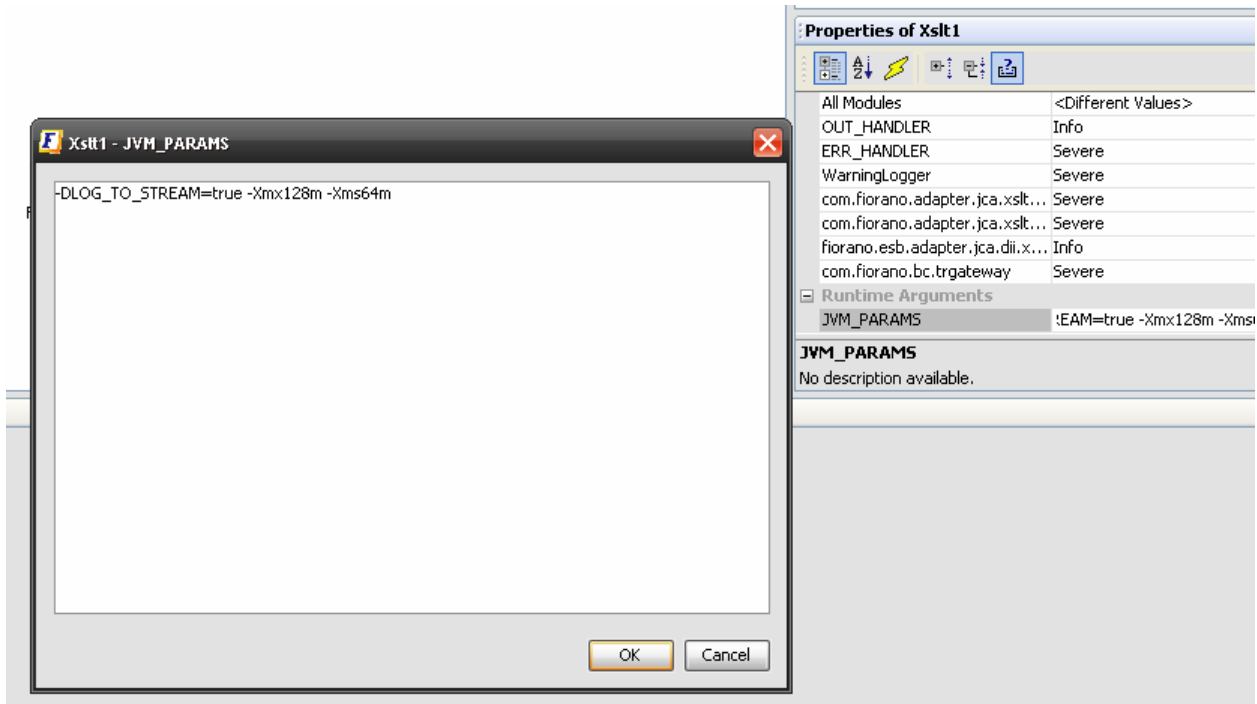 Properties of Xslt1
All Modules <Different Values>
OUT_HANDLER Info
ERR_HANDLER Severe
WarningLogger Severe
com.fiorano.adapter.jca.xslt... Severe
com.fiorano.adapter.jca.xslt... Severe
fiorano.esb.adapter.jca.dii.x... Info
com.fiorano.bc.trgateway Severe
Runtime Arguments
JVM_PARAMS EAM=true -Xmx128m -Xms
JVM_PARAMS
No description available.
Xslt1 - JVM_PARAMS
-DLOG_TO_STREAM=true -Xmx128m -Xms64m
OK Cancel